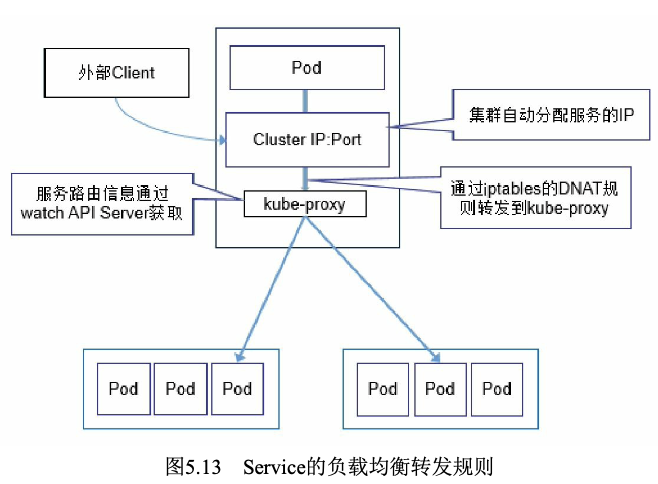 外部Client
Pod
Cluster IP:Port
集群自动分配服务的IP
服务路由信息通过
watch API Server获取
kube-proxy
通过iptables的DNAT规
则转发到kube-proxy
Pod
Pod
Pod
Pod
Pod
Pod
图5.13 Service的负载均衡转发规则